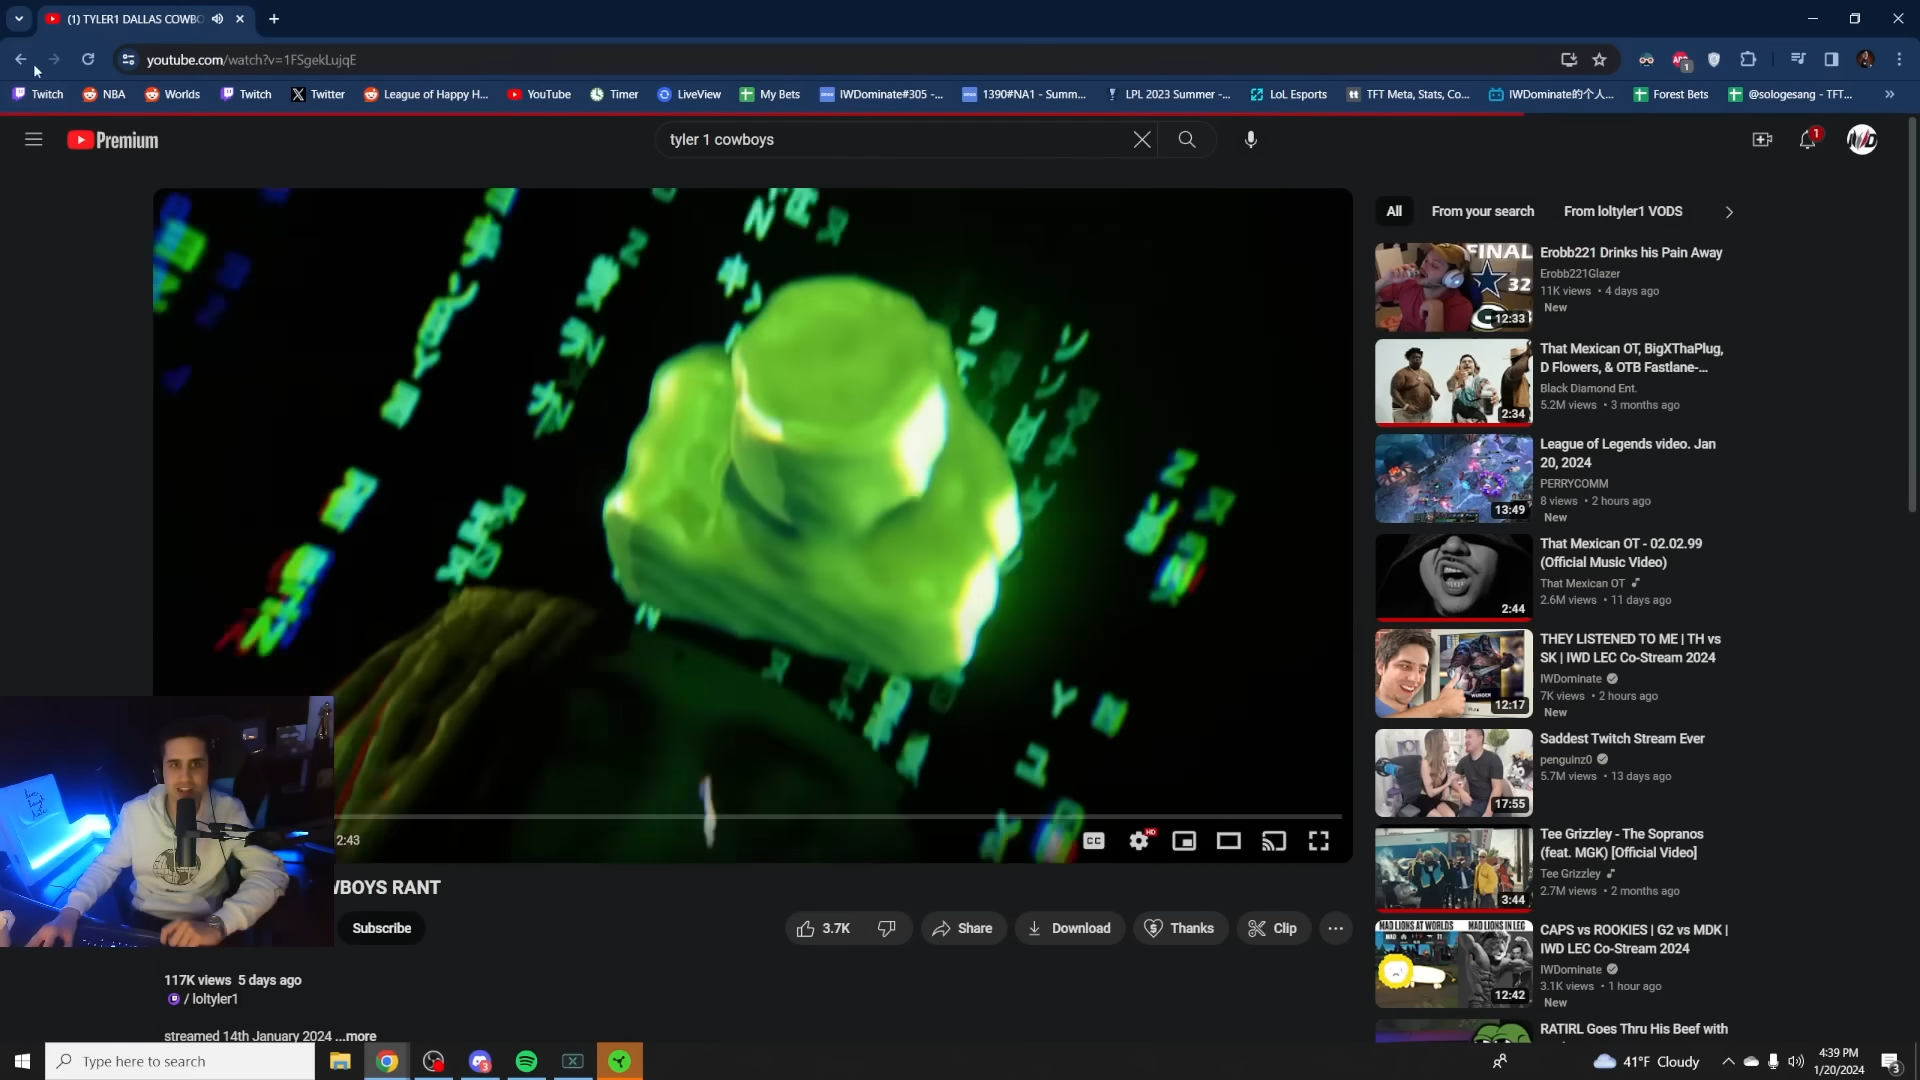 (1) TYLER1 DALLAS COWBO
youtube.com/watch?v=1FSgekLujqE
1
Twitch
NBA
Worlds
Twitch
Twitter
League of Happy H...
YouTube
Timer
LiveView
My Bets
IWDominate#305 -...
1390#NA1 - Summ...
LPL 2023 Summer -...
LoL Esports
TFT Meta, Stats, Co...
IWDominate的个人...
Forest Bets
@sologesang - TFT...
Premium
tyler 1 cowboys
1
All
From your search
From loltyler1 VODS
FINAL
32
12:33
Erobb221 Drinks his Pain Away
Erobb221Glazer
11K views • 4 days ago
New
2:34
That Mexican OT, BigXThaPlug,
D Flowers, & OTB Fastlane-...
Black Diamond Ent.
5.2M views • 3 months ago
13:49
League of Legends video. Jan
20, 2024
PERRYCOMM
8 views • 2 hours ago
New
2:44
That Mexican OT - 02.02.99
(Official Music Video)
That Mexican OT
2.6M views • 11 days ago
12:17
THEY LISTENED TO ME | TH vs
SK | IWD LEC Co-Stream 2024
IWDominate
7K views • 2 hours ago
New
17:55
Saddest Twitch Stream Ever
penguinz0
5.7M views • 13 days ago
3:44
Tee Grizzley - The Sopranos
(feat. MGK) [Official Video]
Tee Grizzley
2.7M views • 2 months ago
MAD LIONS AT WORLDS
MAD LIONS IN LEC
12:42
CAPS vs ROOKIES | G2 vs MDK |
IWD LEC Co-Stream 2024
IWDominate
3.1K views • 1 hour ago
New
RATIRL Goes Thru His Beef with
2:43
CC
HD
WBOYS RANT
Subscribe
3.7K
Share
Download
Thanks
Clip
117K views 5 days ago
/ loltyler1
streamed 14th January 2024 ...more
Type here to search
3
41°F Cloudy
4:39 PM
1/20/2024
3